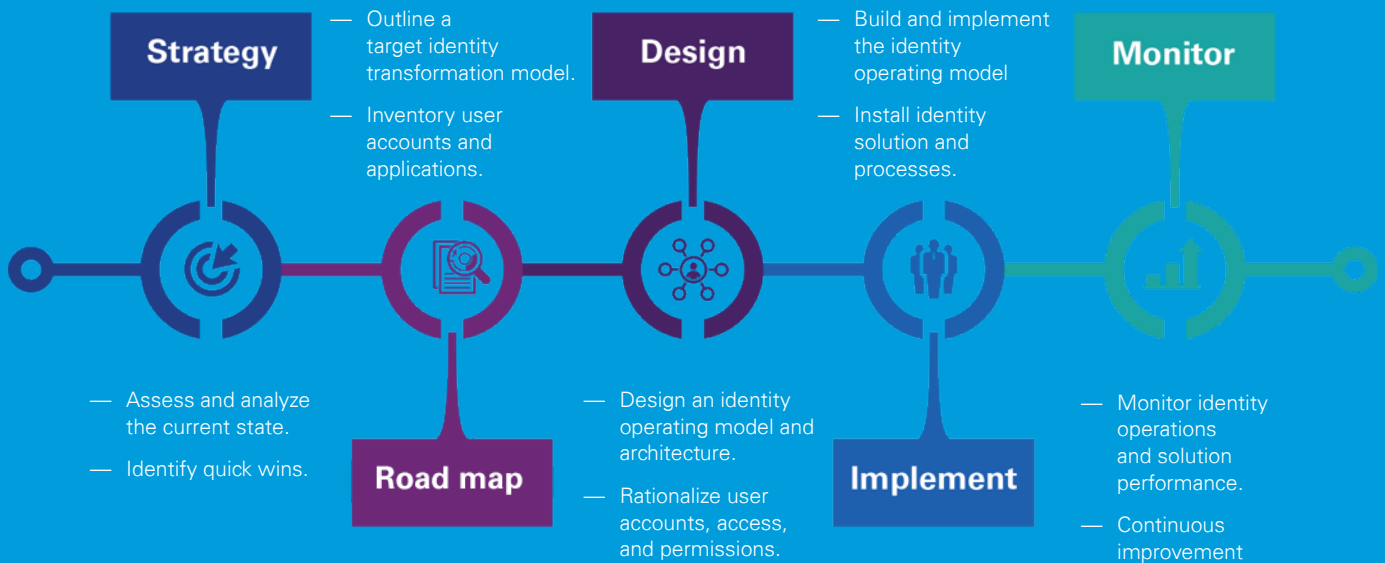 Strategy
— Assess and analyze
the current state.
— Identify quick wins.
— Outline a
target identity
transformation model.
— Inventory user
accounts and
applications.
Road map
Design
— Design an identity
operating model and
architecture.
— Rationalize user
accounts, access,
and permissions.
— Build and implement
the identity
operating model
— Install identity
solution and
processes.
Implement
Monitor
— Monitor identity
operations
and solution
performance.
— Continuous
improvement